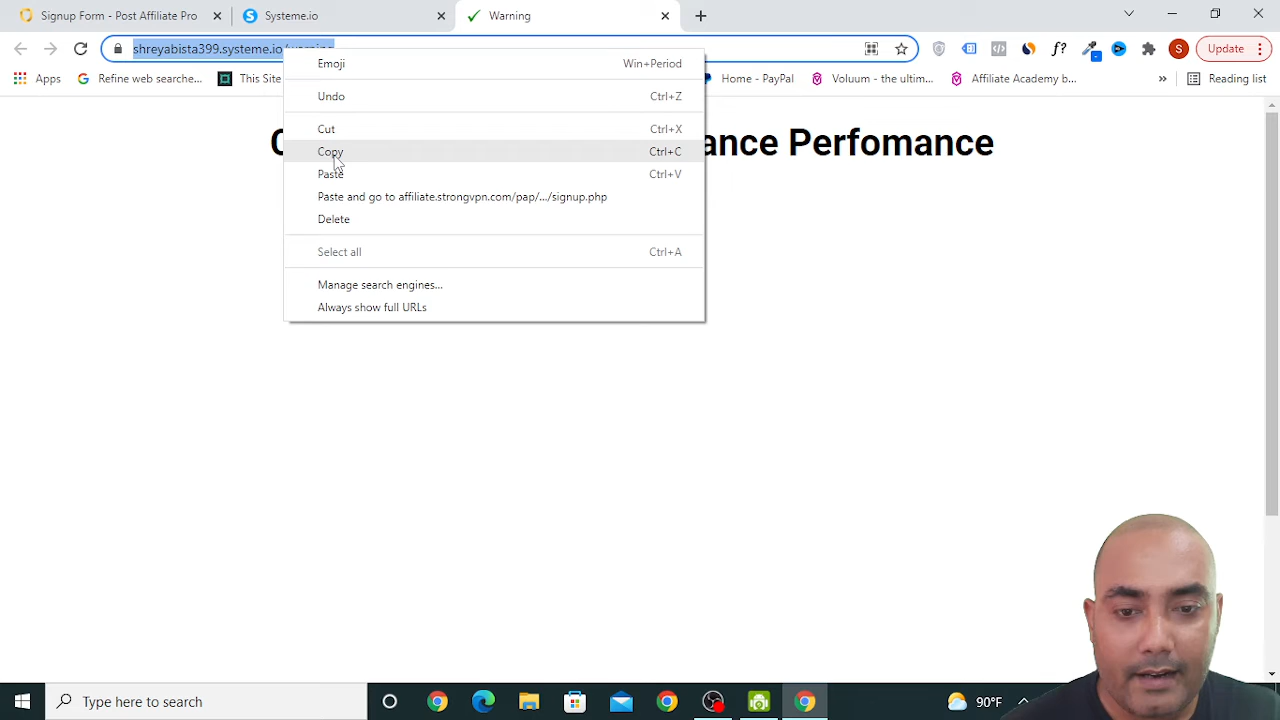 Signup Form - Post Affiliate Pro
Systeme.io
Warning
shreyabista399.systeme.io/warning
Update
Apps
Refine web searche...
This Site
Home - PayPal
Voluum - the ultim...
Affiliate Academy b...
»
Reading list
Emoji Win+Period
Undo Ctrl+Z
Cut Ctrl+X
Copy Ctrl+C
Paste Ctrl+V
Paste and go to affiliate.strongvpn.com/pap/.../signup.php
Delete
Select all Ctrl+A
Manage search engines...
Always show full URLs
Perfomance
Type here to search
90°F